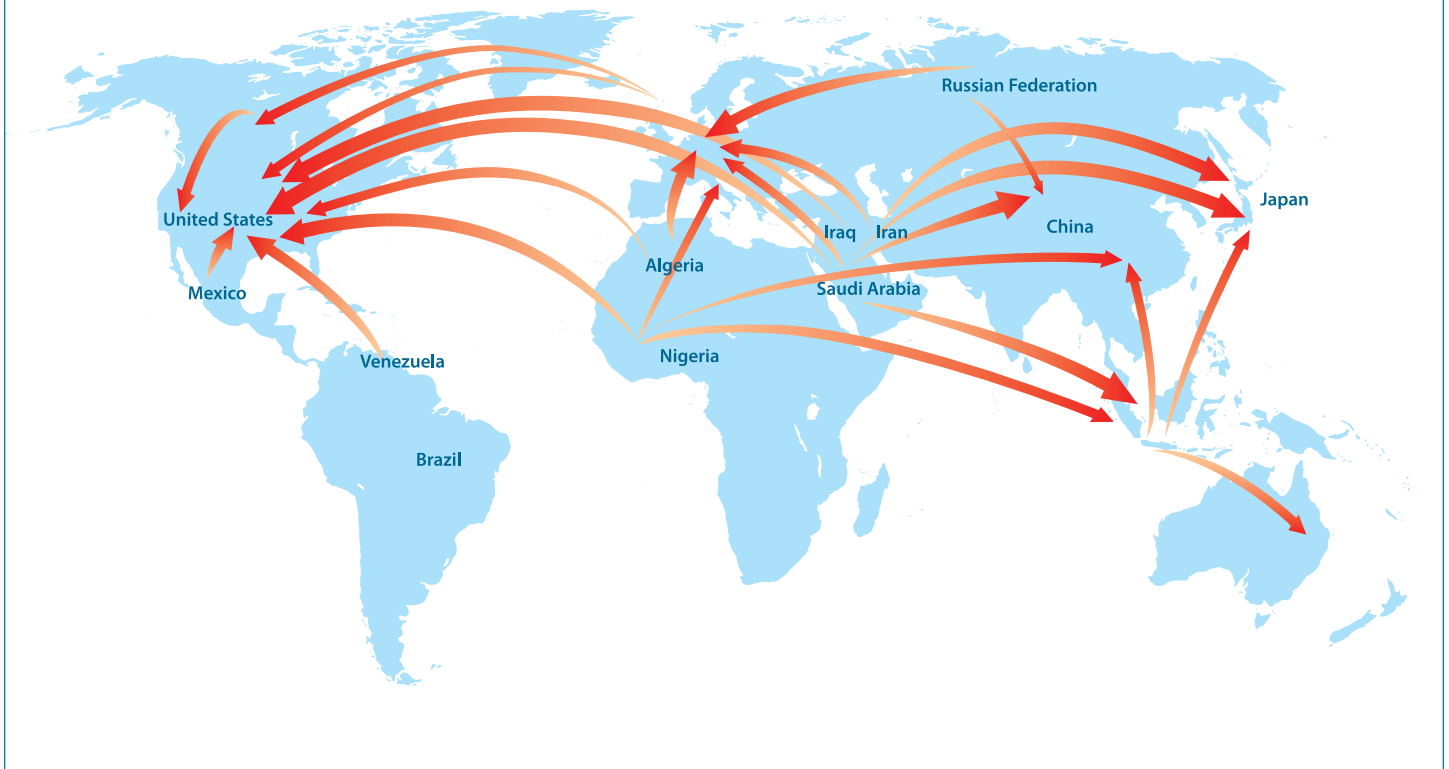 Russian Federation
Japan
United States
China
Iraq
Iran
Algeria
Saudi Arabia
Mexico
Nigeria
Venezuela
Brazil